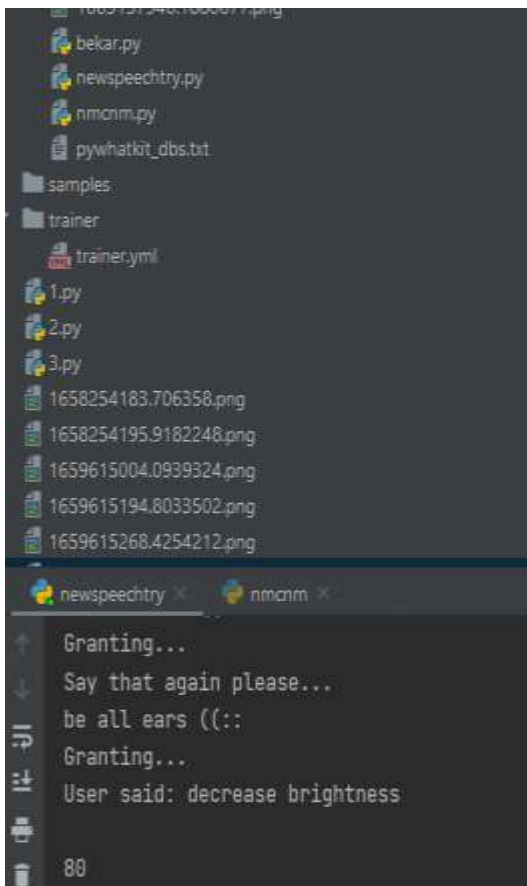 bekar.py
newspeechtry.py
nmcnm.py
pywhatkit_dbs.txt
samples
trainer
trainer.yml
1.py
2.py
3.py
1658254183.706358.png
1658254195.9182248.png
1659615004.0939324.png
1659615194.8033502.png
1659615268.4254212.png
newspeechtry × nmcnm ×
Granting...
Say that again please...
be all ears ((::
Granting...
User said: decrease brightness
80